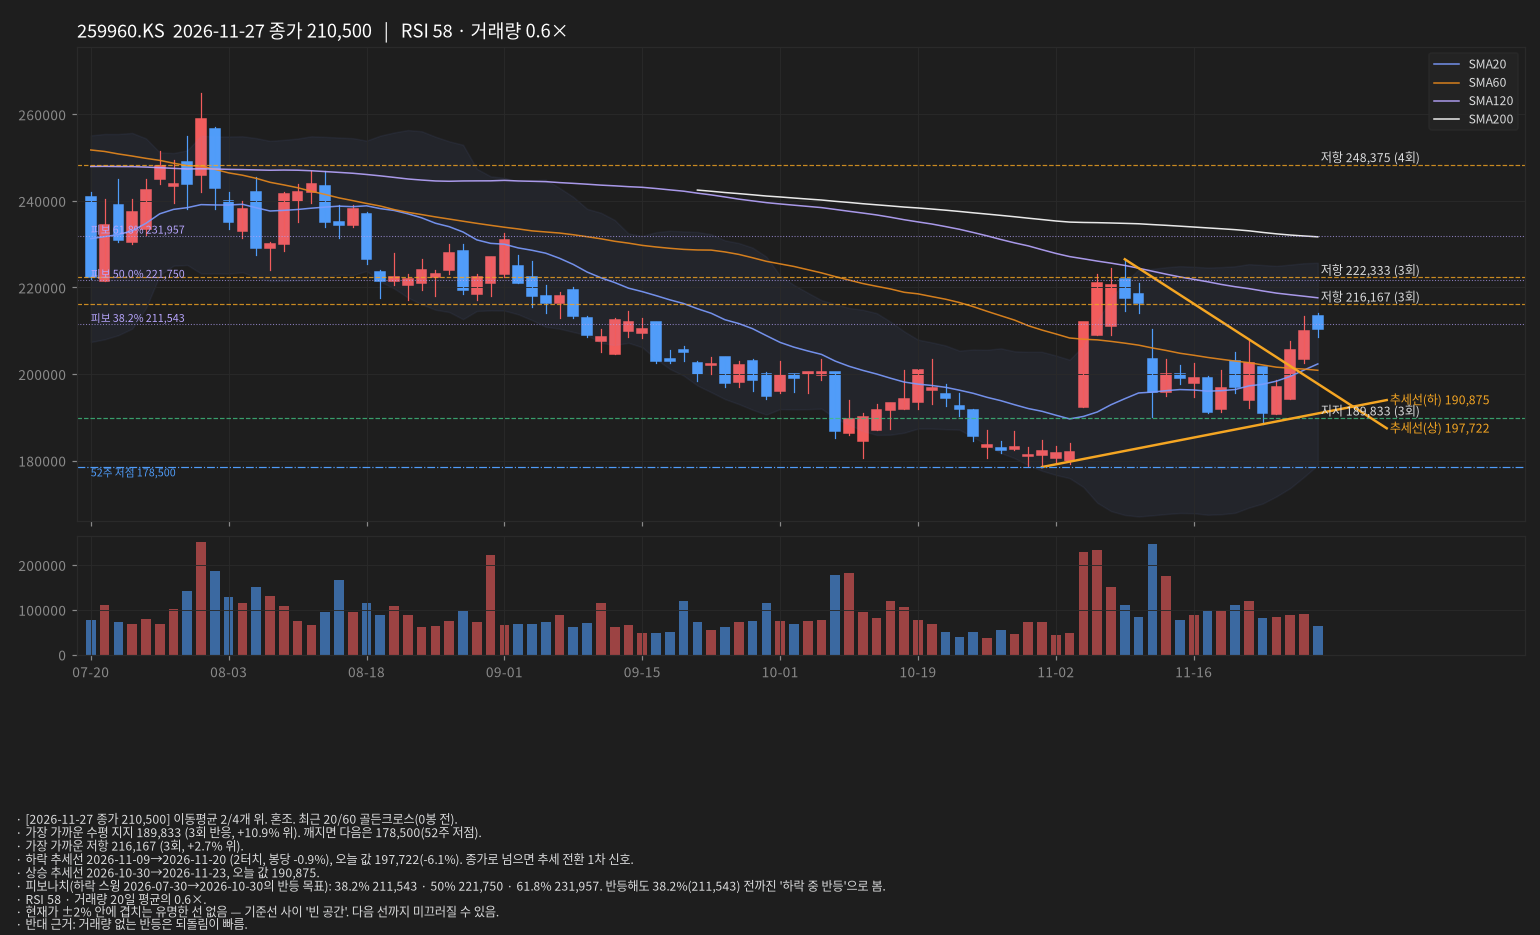 259960.KS 2026-11-27 종가 210,500 | RSI 58 · 거래량 0.6×
SMA20
SMA60
SMA120
SMA200
260000
240000
220000
200000
180000
저항 248,375 (4회)
피보 61.8% 231,957
저항 222,333 (3회)
피보 50.0% 221,750
저항 216,167 (3회)
피보 38.2% 211,543
추세선(하) 190,875
지지 189,833 (3회)
추세선(상) 197,722
52주 저점 178,500
200000
100000
0
07-20
08-03
08-18
09-01
09-15
10-01
10-19
11-02
11-16
· [2026-11-27 종가 210,500] 이동평균 2/4개 위. 혼조. 최근 20/60 골든크로스(0봉 전).
· 가장 가까운 수평 지지 189,833 (3회 반응, +10.9% 위). 깨지면 다음은 178,500(52주 저점).
· 가장 가까운 저항 216,167 (3회, +2.7% 위).
· 하락 추세선 2026-11-09→2026-11-20 (2터치, 봉당 -0.9%), 오늘 값 197,722(-6.1%). 종가로 넘으면 추세 전환 1차 신호.
· 상승 추세선 2026-10-30→2026-11-23, 오늘 값 190,875.
· 피보나치(하락 스윙 2026-07-30→2026-10-30의 반등 목표): 38.2% 211,543 · 50% 221,750 · 61.8% 231,957. 반등해도 38.2%(211,543) 전까진 '하락 중 반등'으로 봄.
· RSI 58 · 거래량 20일 평균의 0.6×.
· 현재가 ±2% 안에 겹치는 유명한 선 없음 — 기준선 사이 '빈 공간'. 다음 선까지 미끄러질 수 있음.
· 반대 근거: 거래량 없는 반등은 되돌림이 빠름.